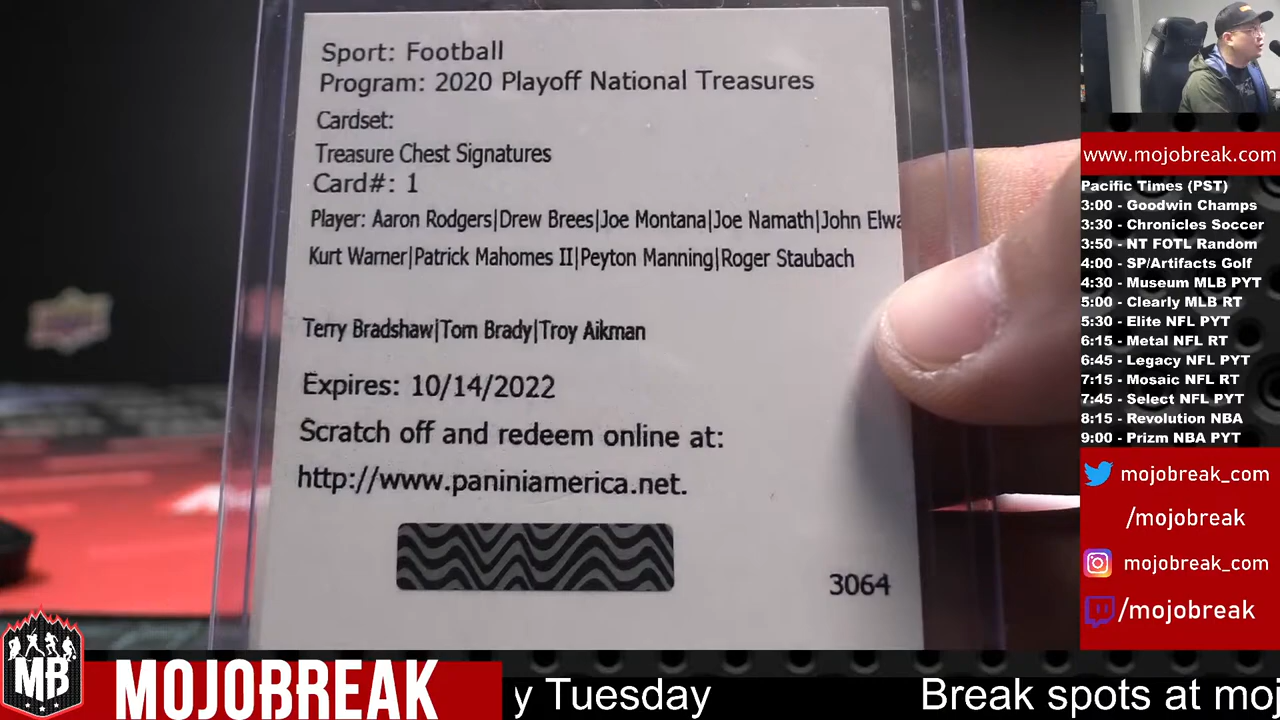 Sport: Football
Program: 2020 Playoff National Treasures
Cardset:
Treasure Chest Signatures
Card#: 1
Player: Aaron Rodgers|Drew Brees|Joe Montana|Joe Namath|John Elwa
Kurt Warner|Patrick Mahomes II|Peyton Manning|Roger Staubach
Terry Bradshaw|Tom Brady|Troy Aikman
Expires: 10/14/2022
Scratch off and redeem online at:
http://www.paniniamerica.net.
3064
www.mojobreak.com
Pacific Times (PST)
3:00 - Goodwin Champs
3:30 - Chronicles Soccer
3:50 - NT FOTL Random
4:00 - SP/Artifacts Golf
4:30 - Museum MLB PYT
5:00 - Clearly MLB RT
5:30 - Elite NFL PYT
6:15 - Metal NFL RT
6:45 - Legacy NFL PYT
7:15 - Mosaic NFL RT
7:45 - Select NFL PYT
8:15 - Revolution NBA
9:00 - Prizm NBA PYT
mojobreak_com
/mojobreak
mojobreak_com
/mojobreak
MB
MOJOBREAK
y Tuesday
Break spots at moj